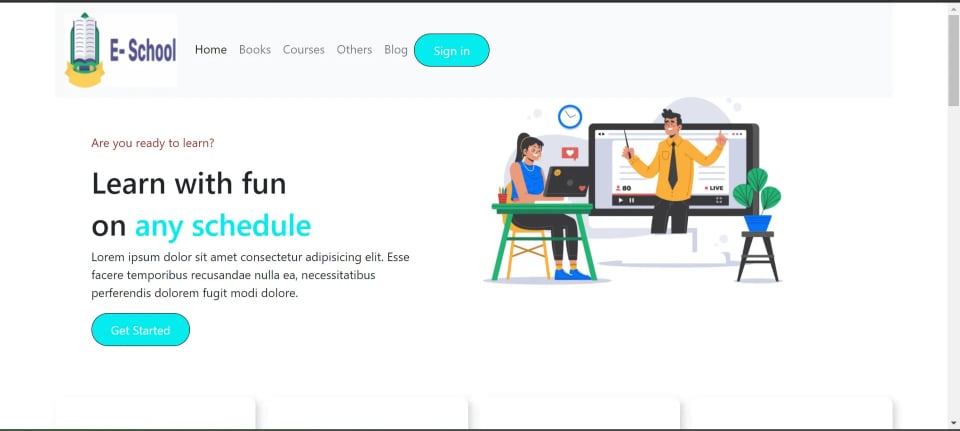 E- School
Home Books Courses Others Blog Sign in
Are you ready to learn?
Learn with fun
on any schedule
Lorem ipsum dolor sit amet consectetur adipisicing elit. Esse
facere temporibus recusandae nulla ea, necessitatibus
perferendis dolorem fugit modi dolore.
Get Started
80
LIVE